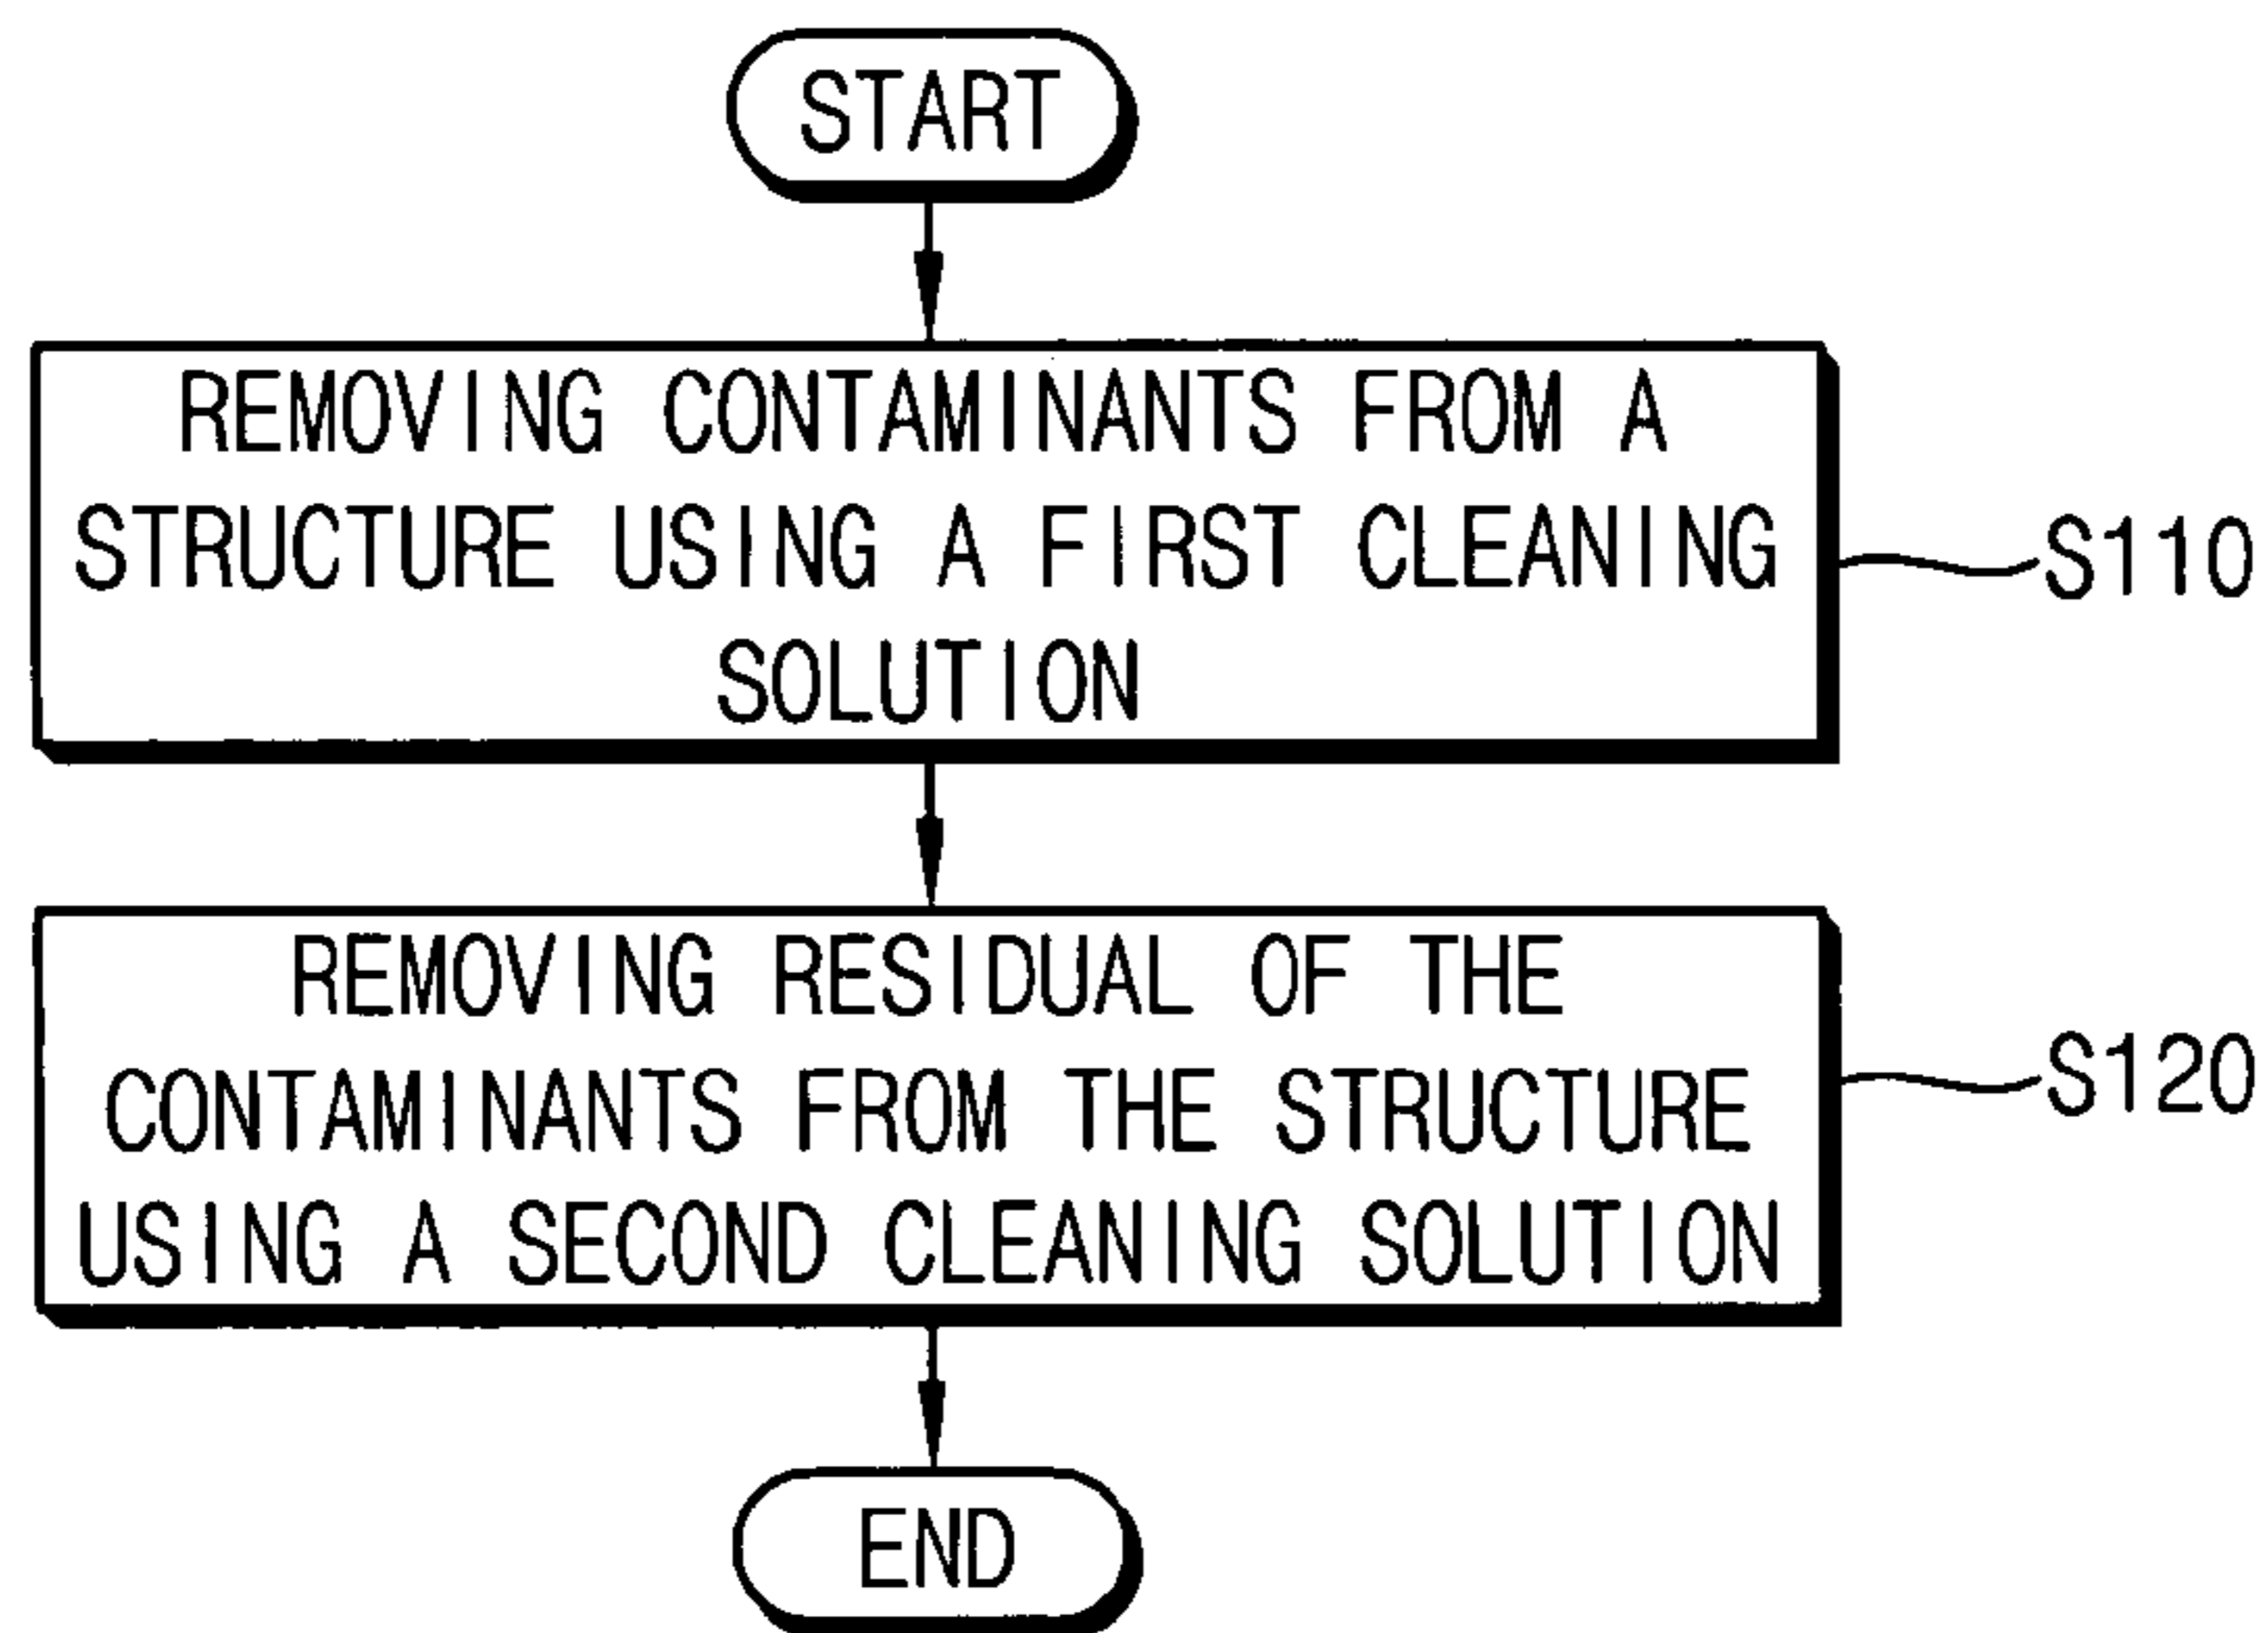 START
REMOVING CONTAMINANTS FROM A
STRUCTURE USING A FIRST CLEANING
SOLUTION
S110
REMOVING RESIDUAL OF THE
CONTAMINANTS FROM THE STRUCTURE
USING A SECOND CLEANING SOLUTION
S120
END